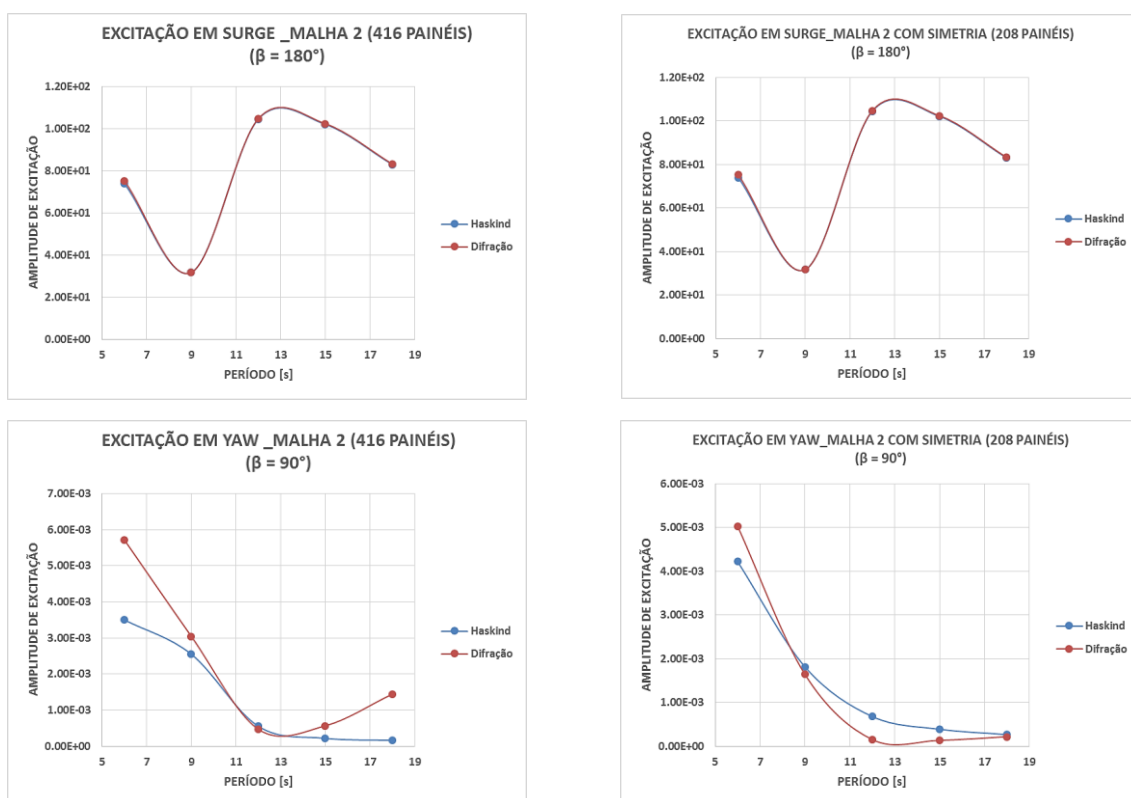 EXCITAÇÃO EM SURGE _MALHA 2 (416 PAINÉIS)
(β = 180°)
AMPLITUDE DE EXCITAÇÃO
1.20E+02
1.00E+02
8.00E+01
6.00E+01
4.00E+01
2.00E+01
0.00E+00
5 7 9 11 13 15 17 19
PERÍODO [s]
Haskind
Difração
EXCITAÇÃO EM SURGE_MALHA 2 COM SIMETRIA (208 PAINÉIS)
(β = 180°)
AMPLITUDE DE EXCITAÇÃO
1.20E+02
1.00E+02
8.00E+01
6.00E+01
4.00E+01
2.00E+01
0.00E+00
5 7 9 11 13 15 17 19
PERÍODO [s]
Haskind
Difração
EXCITAÇÃO EM YAW _MALHA 2 (416 PAINÉIS)
(β = 90°)
AMPLITUDE DE EXCITAÇÃO
7.00E-03
6.00E-03
5.00E-03
4.00E-03
3.00E-03
2.00E-03
1.00E-03
0.00E+00
5 7 9 11 13 15 17 19
PERÍODO [s]
Haskind
Difração
EXCITAÇÃO EM YAW_MALHA 2 COM SIMETRIA (208 PAINÉIS)
(β = 90°)
AMPLITUDE DE EXCITAÇÃO
6.00E-03
5.00E-03
4.00E-03
3.00E-03
2.00E-03
1.00E-03
0.00E+00
5 7 9 11 13 15 17 19
PERÍODO [s]
Haskind
Difração